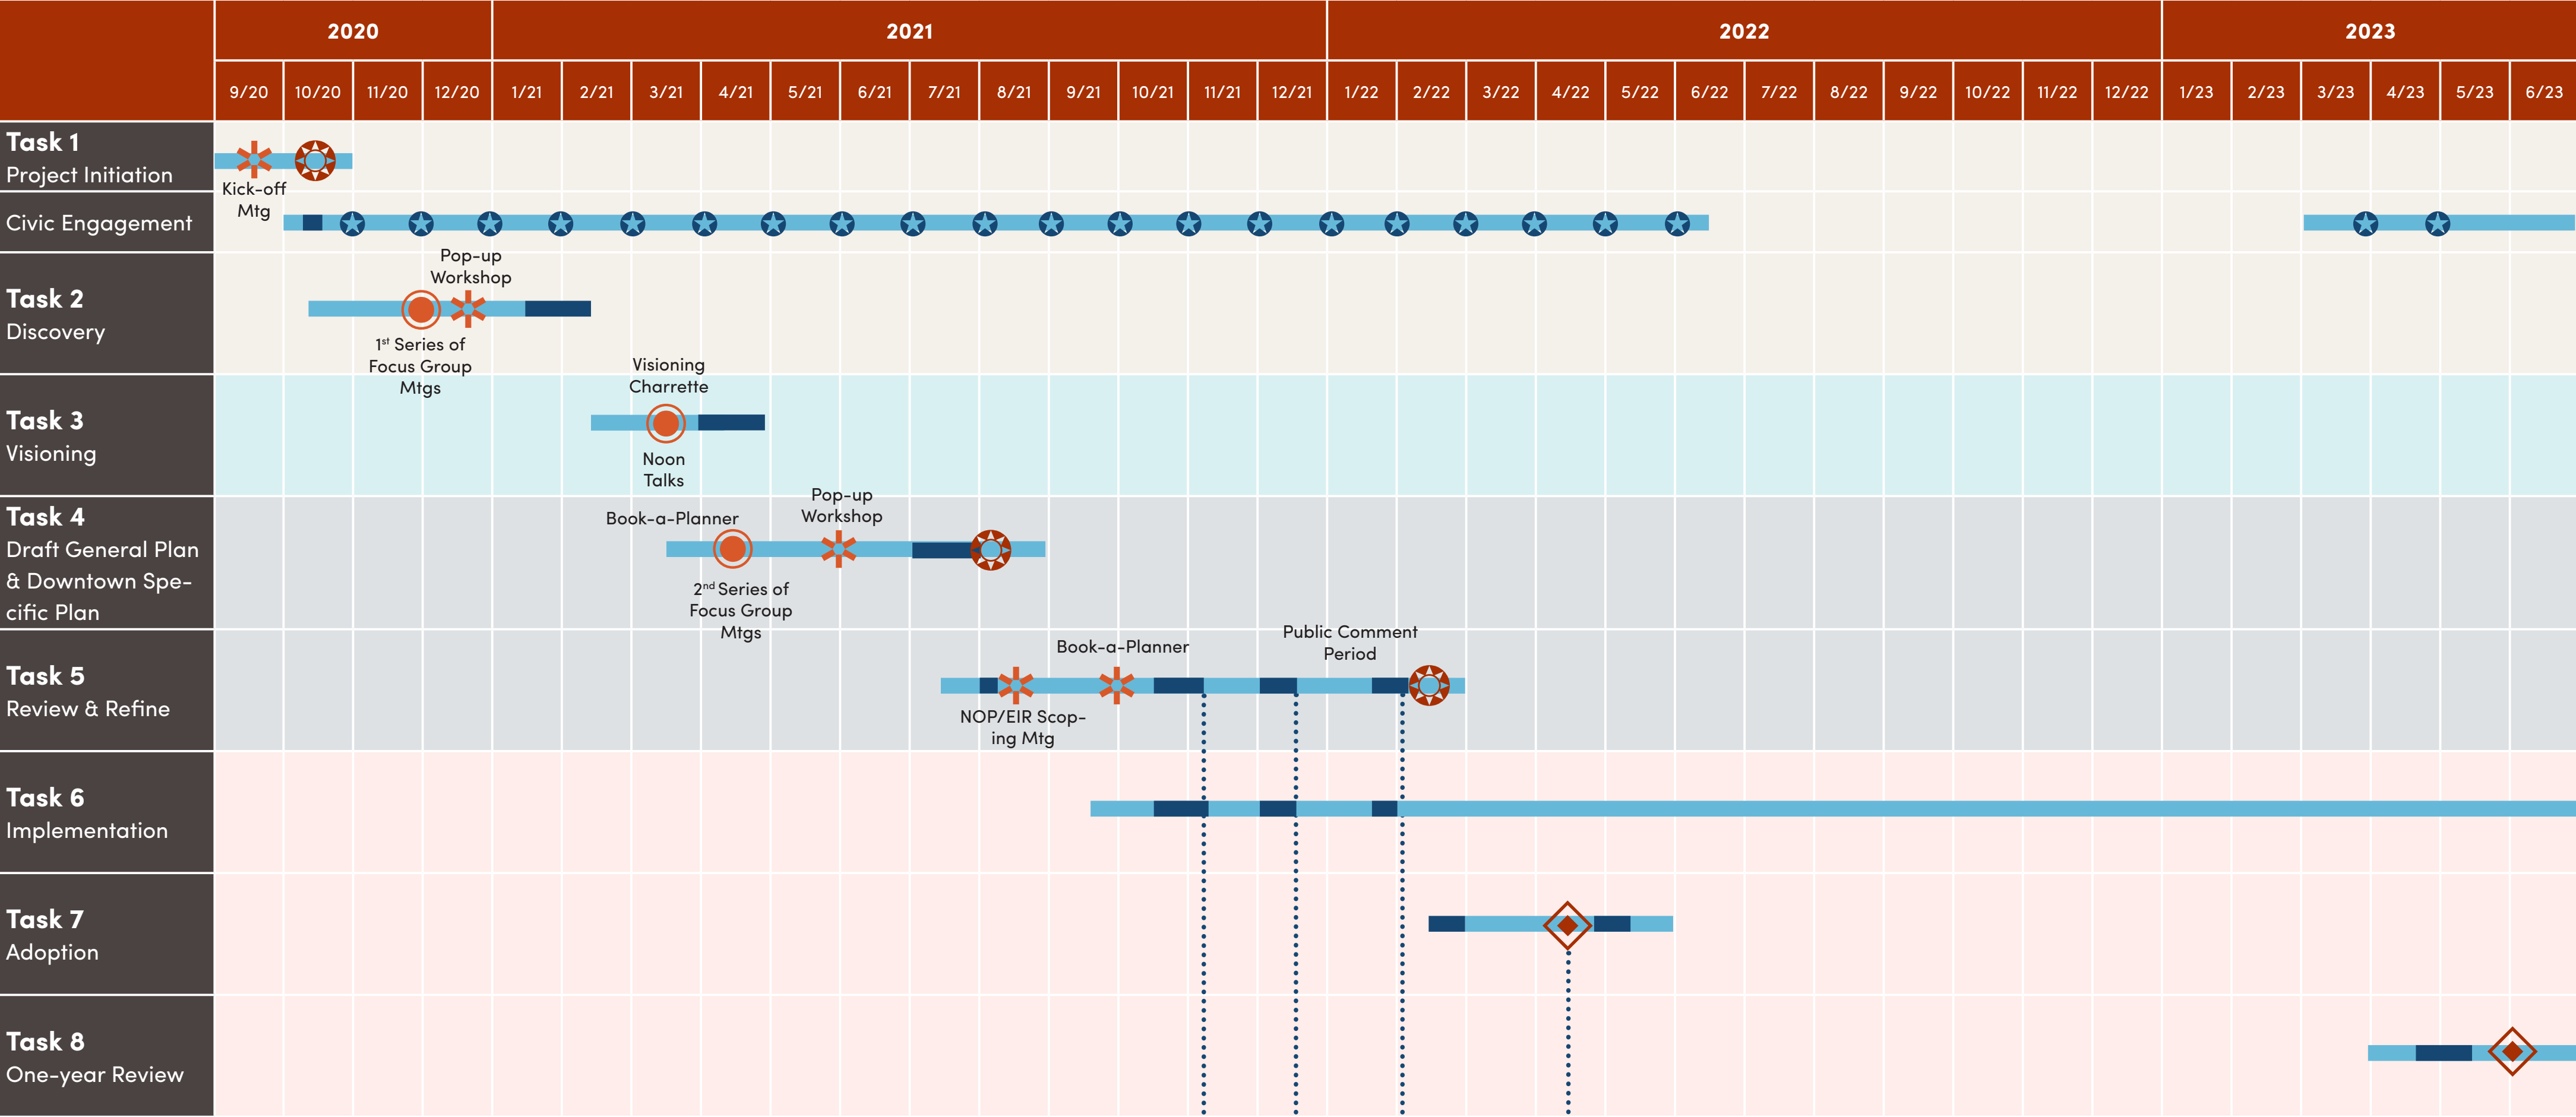 2020 2021 2022 2023
9/20 10/20 11/20 12/20 1/21 2/21 3/21 4/21 5/21 6/21 7/21 8/21 9/21 10/21 11/21 12/21 1/22 2/22 3/22 4/22 5/22 6/22 7/22 8/22 9/22 10/22 11/22 12/22 1/23 2/23 3/23 4/23 5/23 6/23
Task 1
Project Initiation
Kick-off
Mtg
Civic Engagement
Task 2
Discovery
Pop-up
Workshop
1st Series of
Focus Group
Mtgs
Task 3
Visioning
Visioning
Charrette
Noon
Talks
Task 4
Draft General Plan
& Downtown Spe-
cific Plan
Book-a-Planner
Pop-up
Workshop
2nd Series of
Focus Group
Mtgs
Task 5
Review & Refine
Book-a-Planner
Public Comment
Period
NOP/EIR Scop-
ing Mtg
Task 6
Implementation
Task 7
Adoption
Task 8
One-year Review